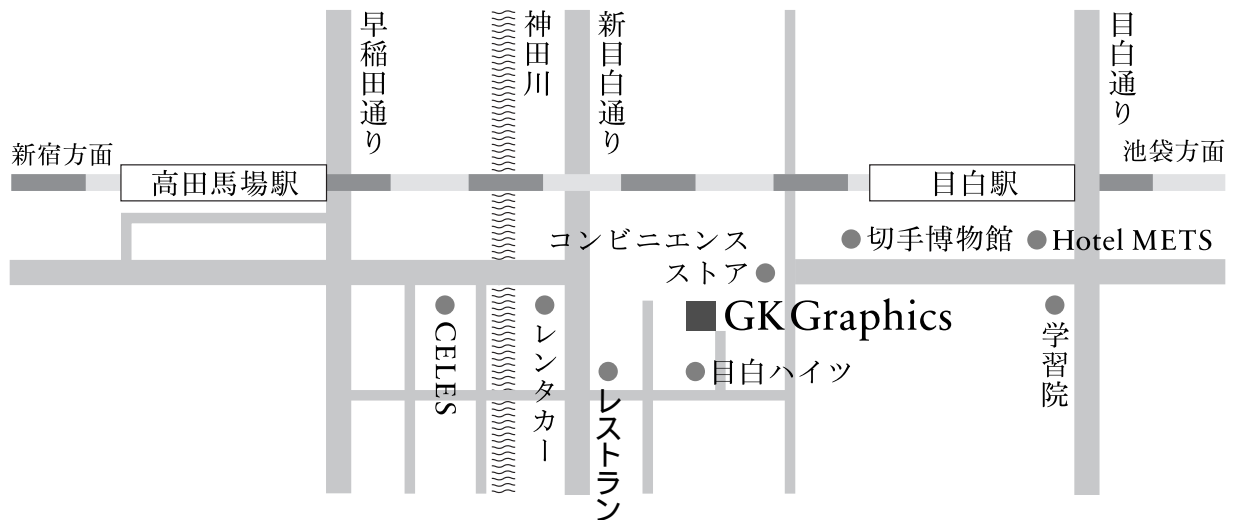 早稲田通り
神田川
新目白通り
目白通り
新宿方面
池袋方面
高田馬場駅
目白駅
コンビニエンス
ストア
切手博物館
Hotel METS
GK Graphics
CELES
レンタカー
学習院
目白ハイツ
レストラン